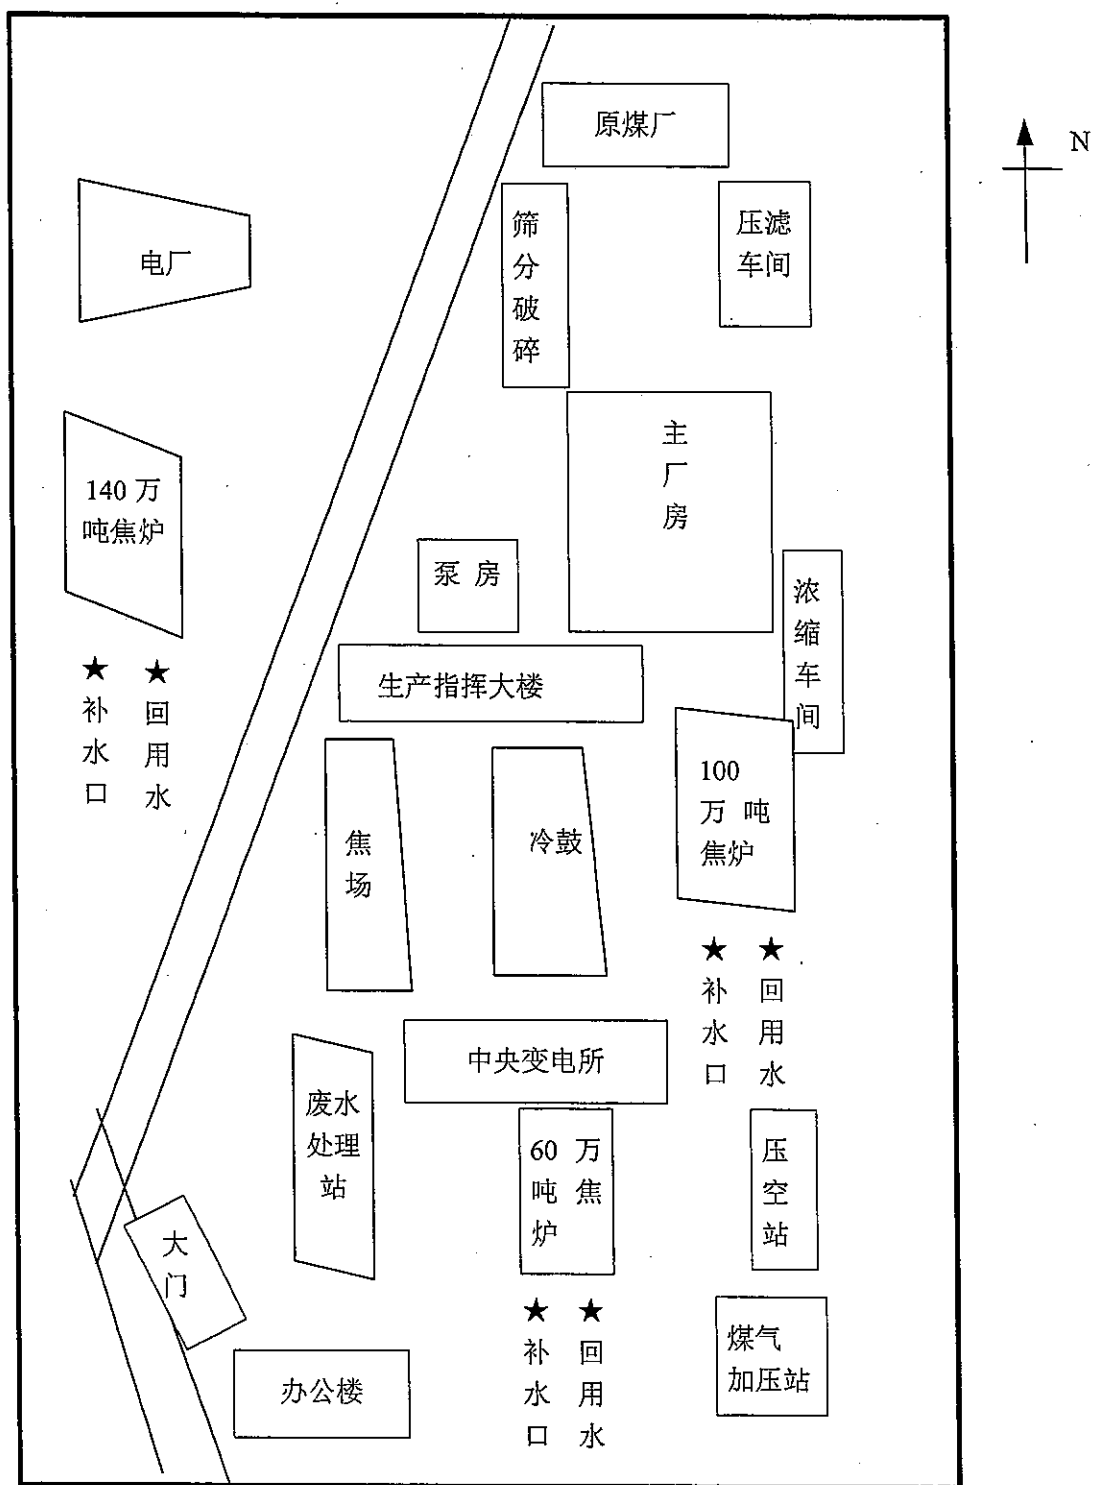 原煤厂
N
筛分破碎
压滤
车间
电厂
主厂房
140 万
吨焦炉
泵 房
浓缩车间
补水口
回用水
生产指挥大楼
100
万 吨
焦炉
焦场
冷鼓
补水口
回用水
中央变电所
废水
处理
站
60 万
吨 焦
炉
压空站
大门
煤气
加压站
补水口
回用水
办公楼